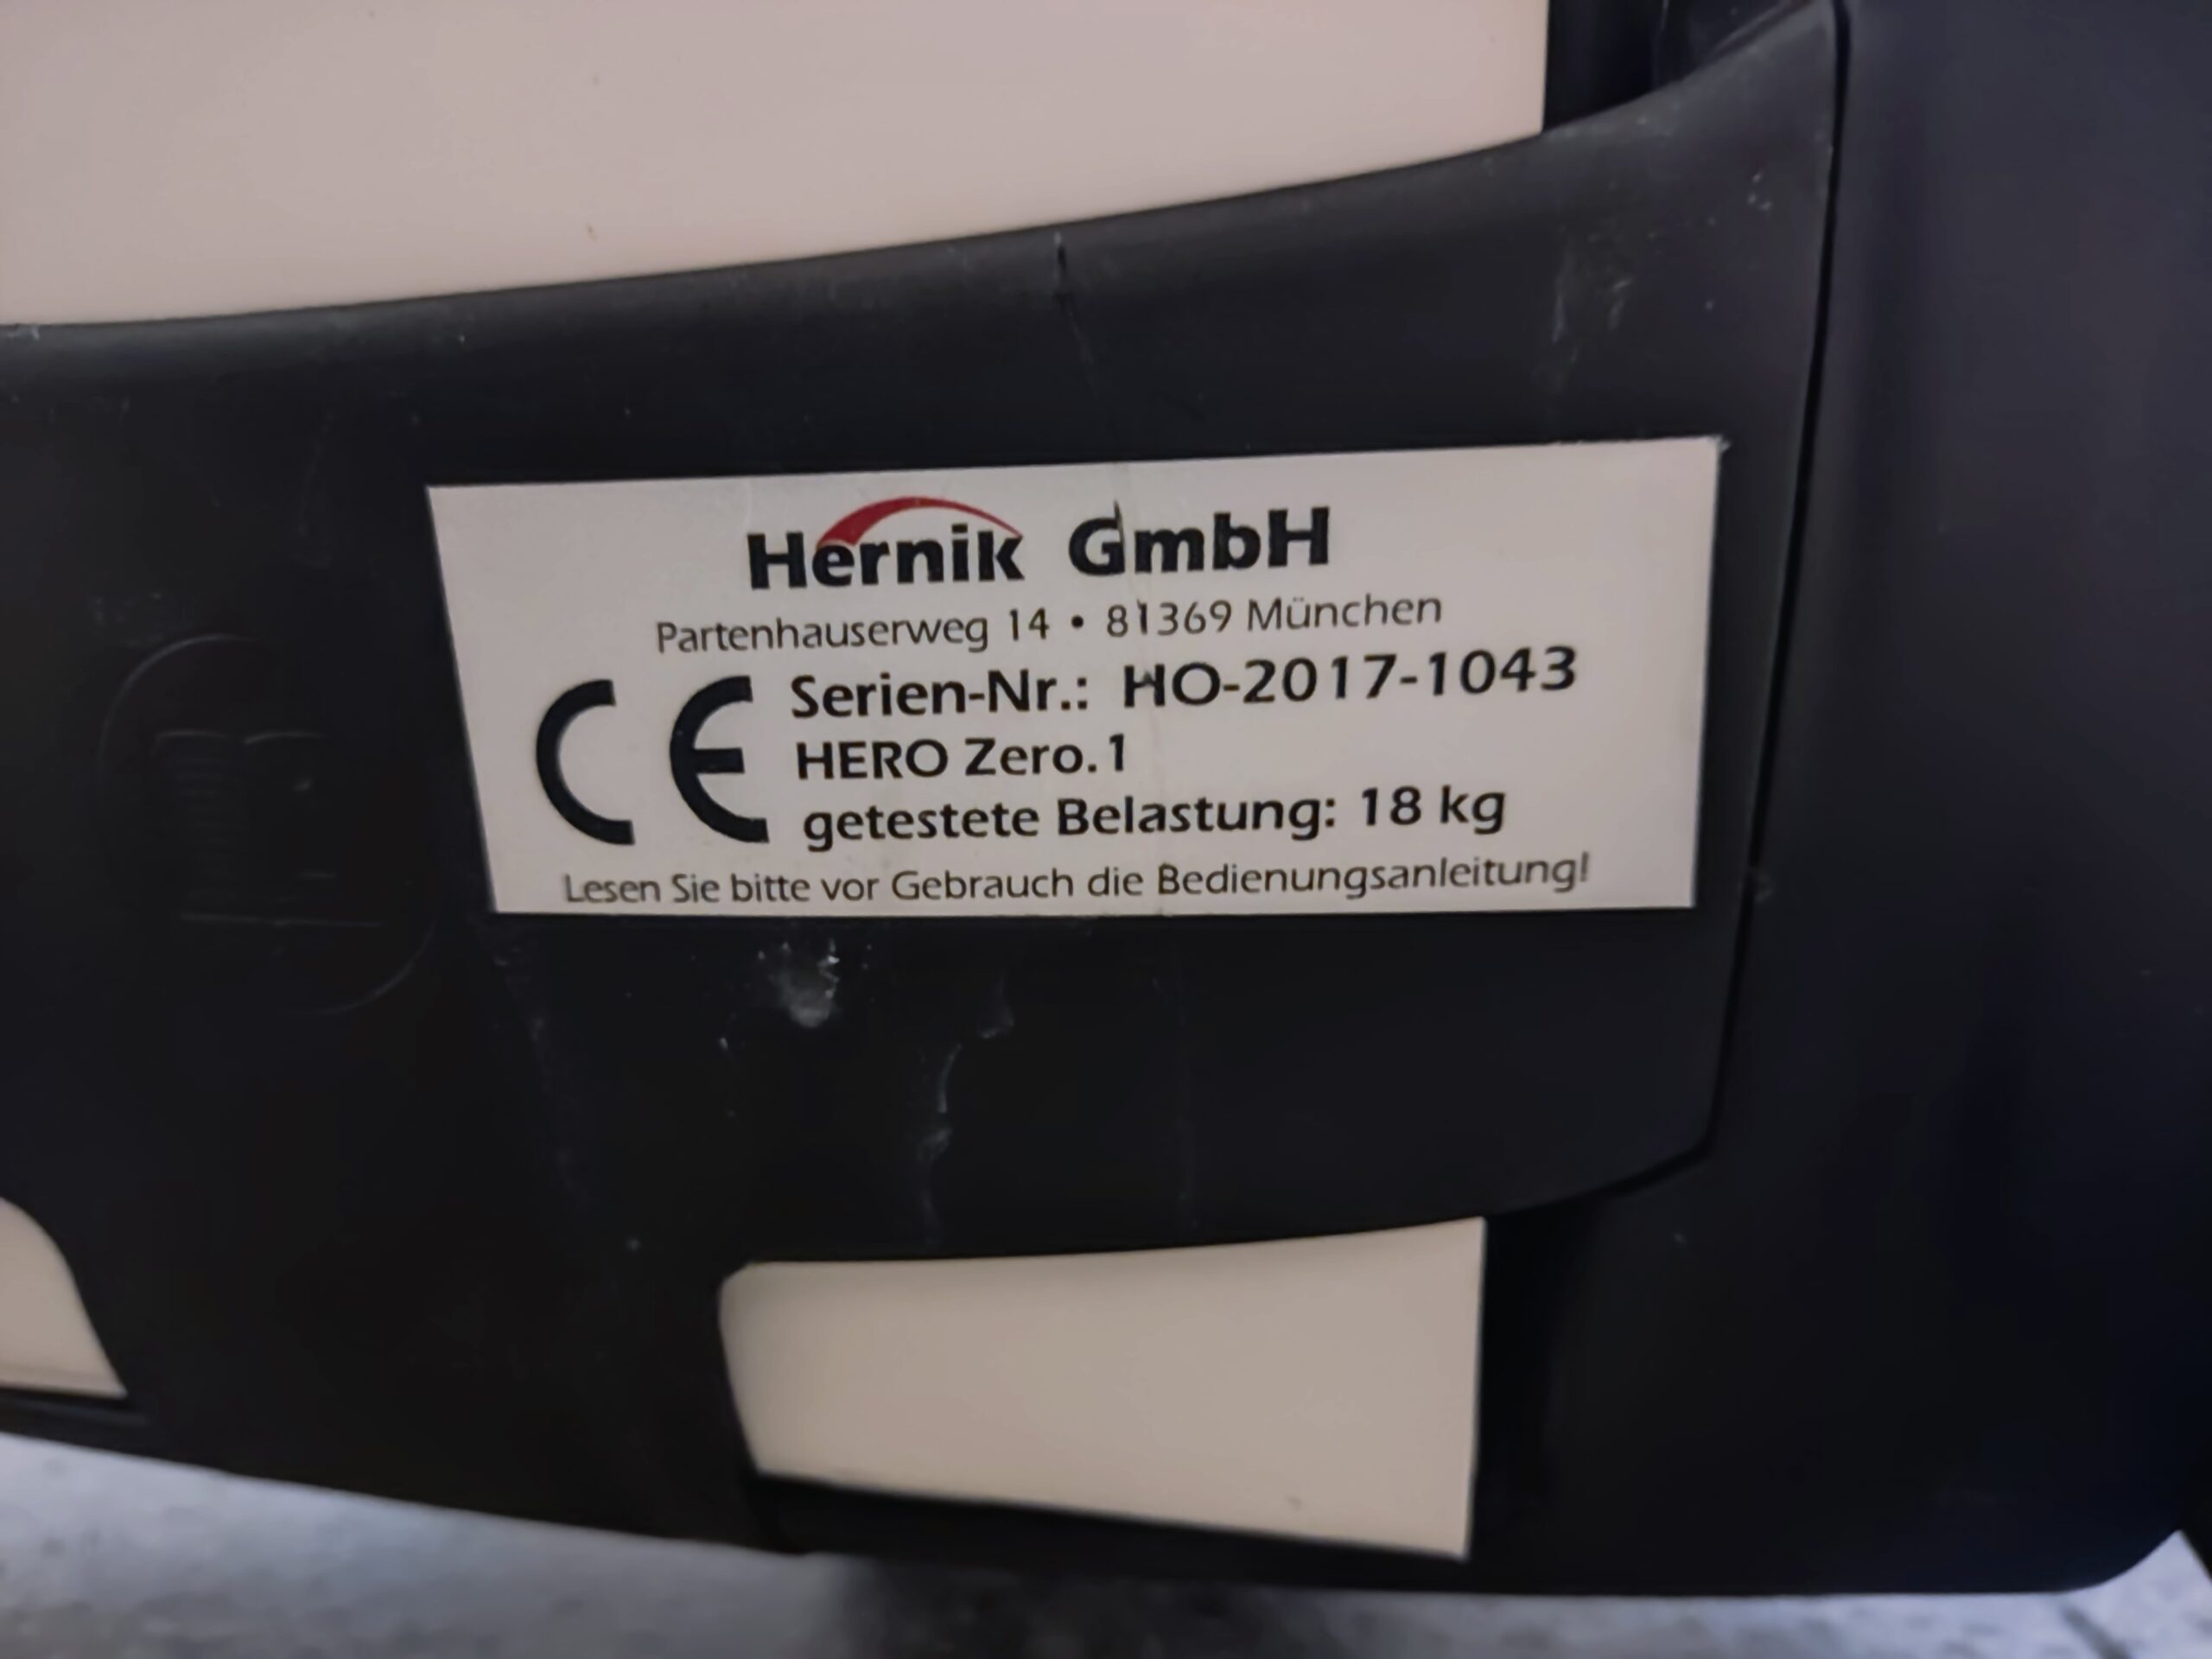 Hernik GmbH
Partenhauserweg 14 • 81369 München
CE
Serien-Nr.: HO-2017-1043
HERO Zero.1
getestete Belastung: 18 kg
Lesen Sie bitte vor Gebrauch die Bedienungsanleitung!